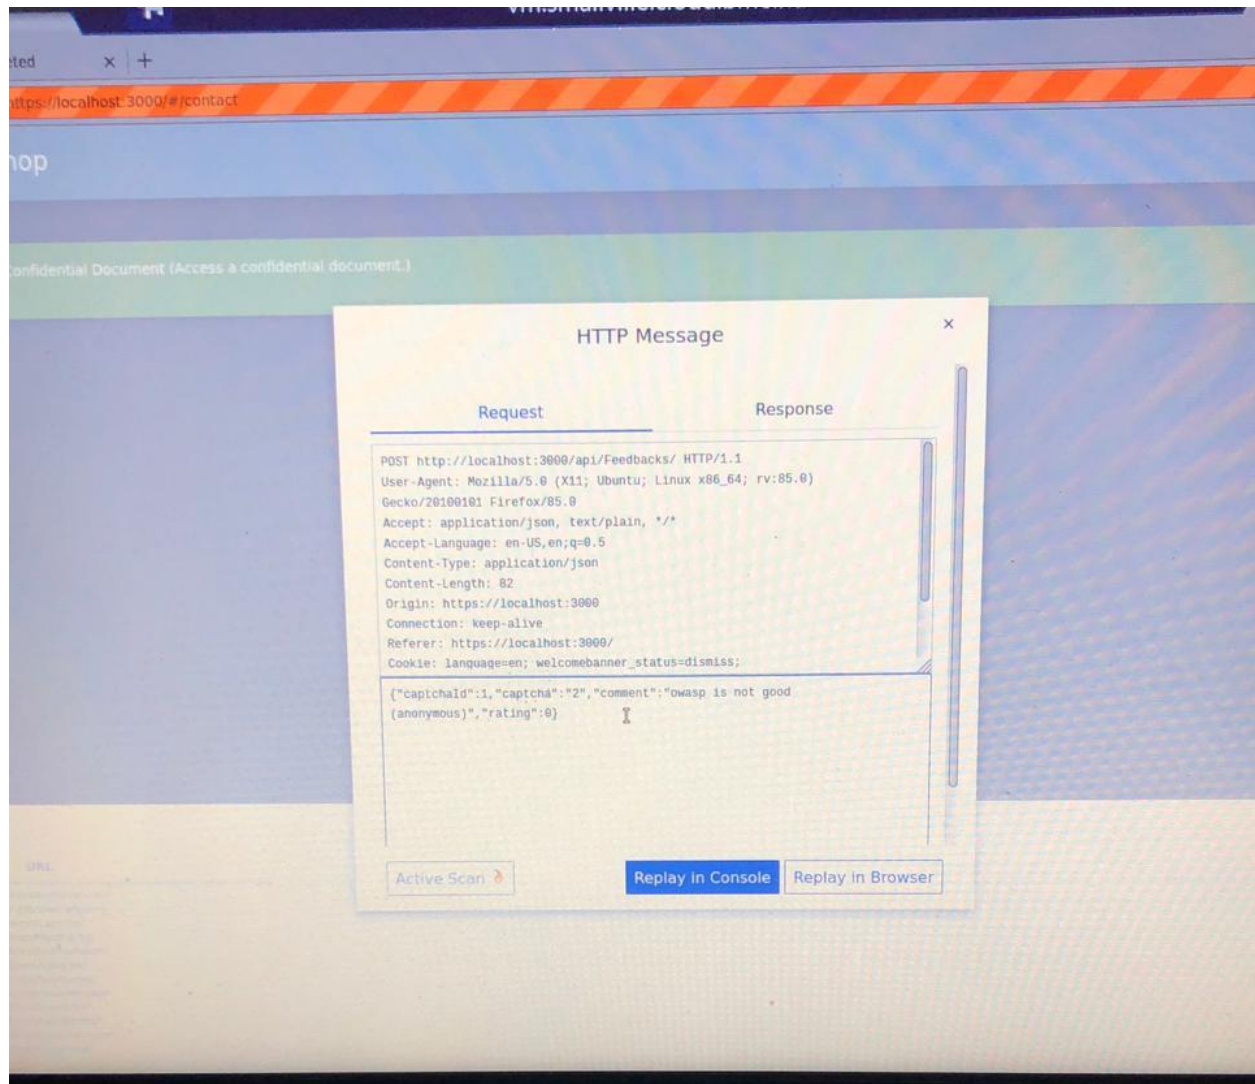 × +
https://localhost:3000/#/contact
hop
onfidential Document (Access a confidential document.)
HTTP Message
×
Request Response
POST http://localhost:3000/api/Feedbacks/ HTTP/1.1
User-Agent: Mozilla/5.0 (X11; Ubuntu; Linux x86_64; rv:85.0)
Gecko/20100101 Firefox/85.0
Accept: application/json, text/plain, */*
Accept-Language: en-US,en;q=0.5
Content-Type: application/json
Content-Length: 82
Origin: https://localhost:3000
Connection: keep-alive
Referer: https://localhost:3000/
Cookie: language=en; welcomebanner_status=dismiss;
{"captchaId":1,"captcha":"2","comment":"owasp is not good
(anonymous)","rating":0}
URL
Active Scan Replay in Console Replay in Browser